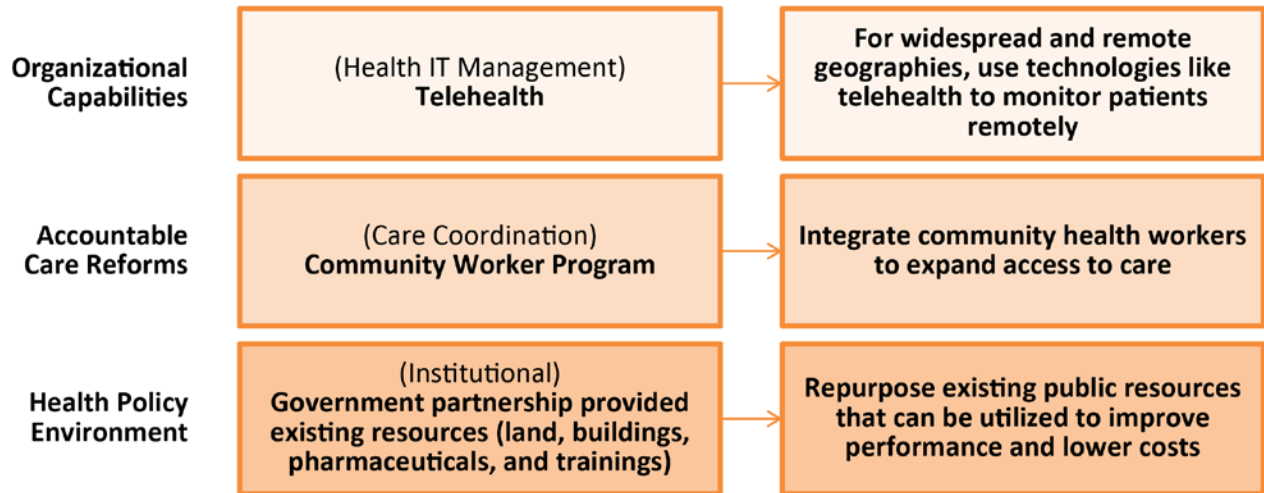 Organizational
Capabilities
(Health IT Management)
Telehealth
For widespread and remote
geographies, use technologies like
telehealth to monitor patients
remotely
Accountable
Care Reforms
(Care Coordination)
Community Worker Program
Integrate community health workers
to expand access to care
Health Policy
Environment
(Institutional)
Government partnership provided
existing resources (land, buildings,
pharmaceuticals, and trainings)
Repurpose existing public resources
that can be utilized to improve
performance and lower costs